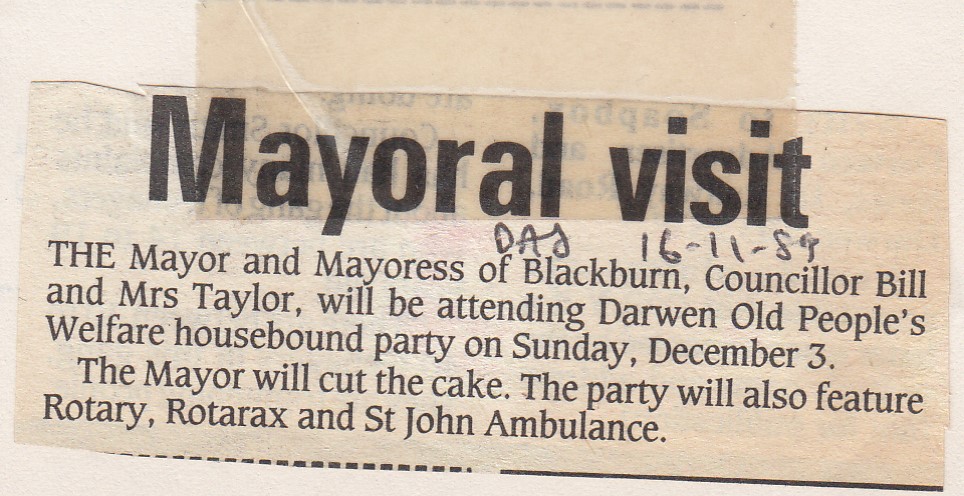 Mayoral visit
DAJ 16-11-89
THE Mayor and Mayoress of Blackburn, Councillor Bill
and Mrs Taylor, will be attending Darwen Old People's
Welfare housebound party on Sunday, December 3.
The Mayor will cut the cake. The party will also feature
Rotary, Rotarax and St John Ambulance.